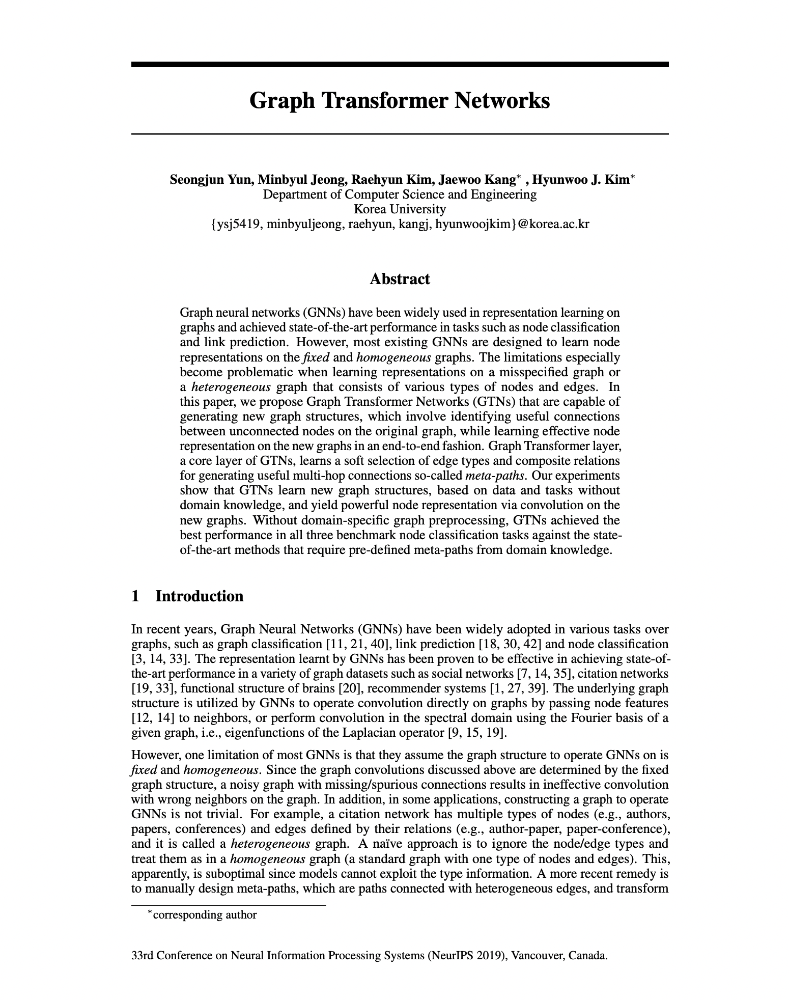 Graph Transformer Networks
Seongjun Yun, Minbyul Jeong, Raehyun Kim, Jaewoo Kang* , Hyunwoo J. Kim*
Department of Computer Science and Engineering
Korea University
{ysj5419, minbyuljeong, raehyun, kangj, hyunwoojkim}@korea.ac.kr
Abstract
Graph neural networks (GNNs) have been widely used in representation learning on
graphs and achieved state-of-the-art performance in tasks such as node classification
and link prediction. However, most existing GNNs are designed to learn node
representations on the fixed and homogeneous graphs. The limitations especially
become problematic when learning representations on a misspecified graph or
a heterogeneous graph that consists of various types of nodes and edges. In
this paper, we propose Graph Transformer Networks (GTNs) that are capable of
generating new graph structures, which involve identifying useful connections
between unconnected nodes on the original graph, while learning effective node
representation on the new graphs in an end-to-end fashion. Graph Transformer layer,
a core layer of GTNs, learns a soft selection of edge types and composite relations
for generating useful multi-hop connections so-called meta-paths. Our experiments
show that GTNs learn new graph structures, based on data and tasks without
domain knowledge, and yield powerful node representation via convolution on the
new graphs. Without domain-specific graph preprocessing, GTNs achieved the
best performance in all three benchmark node classification tasks against the state-
of-the-art methods that require pre-defined meta-paths from domain knowledge.
1 Introduction
In recent years, Graph Neural Networks (GNNs) have been widely adopted in various tasks over
graphs, such as graph classification [11, 21, 40], link prediction [18, 30, 42] and node classification
[3, 14, 33]. The representation learnt by GNNs has been proven to be effective in achieving state-of-
the-art performance in a variety of graph datasets such as social networks [7, 14, 35], citation networks
[19, 33], functional structure of brains [20], recommender systems [1, 27, 39]. The underlying graph
structure is utilized by GNNs to operate convolution directly on graphs by passing node features
[12, 14] to neighbors, or perform convolution in the spectral domain using the Fourier basis of a
given graph, i.e., eigenfunctions of the Laplacian operator [9, 15, 19].
However, one limitation of most GNNs is that they assume the graph structure to operate GNNs on is
fixed and homogeneous. Since the graph convolutions discussed above are determined by the fixed
graph structure, a noisy graph with missing/spurious connections results in ineffective convolution
with wrong neighbors on the graph. In addition, in some applications, constructing a graph to operate
GNNs is not trivial. For example, a citation network has multiple types of nodes (e.g., authors,
papers, conferences) and edges defined by their relations (e.g., author-paper, paper-conference),
and it is called a heterogeneous graph. A naïve approach is to ignore the node/edge types and
treat them as in a homogeneous graph (a standard graph with one type of nodes and edges). This,
apparently, is suboptimal since models cannot exploit the type information. A more recent remedy is
to manually design meta-paths, which are paths connected with heterogeneous edges, and transform
*corresponding author
33rd Conference on Neural Information Processing Systems (NeurIPS 2019), Vancouver, Canada.